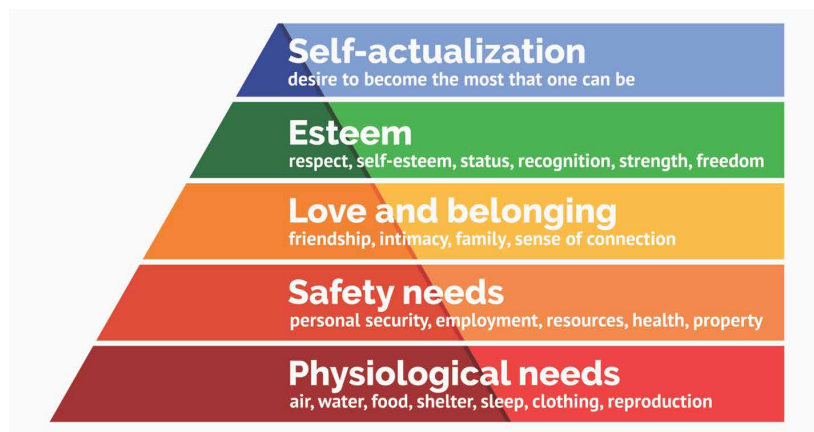 Self-actualization
desire to become the most that one can be
Esteem
respect, self-esteem, status, recognition, strength, freedom
Love and belonging
friendship, intimacy, family, sense of connection
Safety needs
personal security, employment, resources, health, property
Physiological needs
air, water, food, shelter, sleep, clothing, reproduction